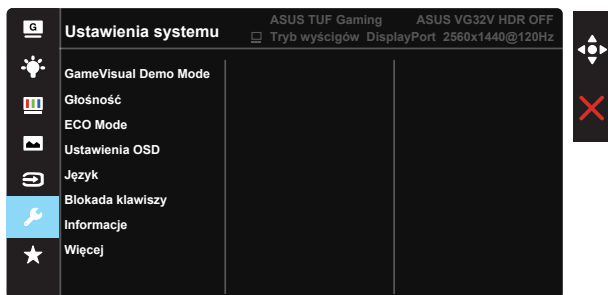 G
Ustawienia systemu
ASUS TUF Gaming ASUS VG32V HDR OFF
Tryb wyścigów DisplayPort 2560x1440@120Hz
GameVisual Demo Mode
Głośność
ECO Mode
Ustawienia OSD
Język
Blokada klawiszy
Informacje
Więcej